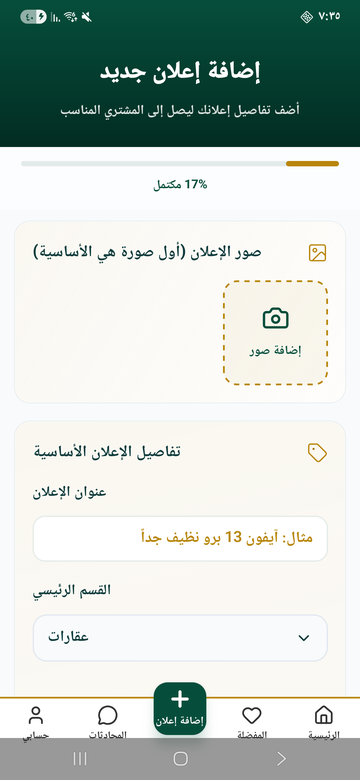 ٧:٣٥
٤٠
إضافة إعلان جديد
أضف تفاصيل إعلانك ليصل إلى المشتري المناسب
17% مكتمل
صور الإعلان (أول صورة هي الأساسية)
إضافة صور
تفاصيل الإعلان الأساسية
عنوان الإعلان
مثال: آيفون 13 برو نظيف جداً
القسم الرئيسي
عقارات
الرئيسية
المفضلة
إضافة إعلان
المحادثات
حسابي